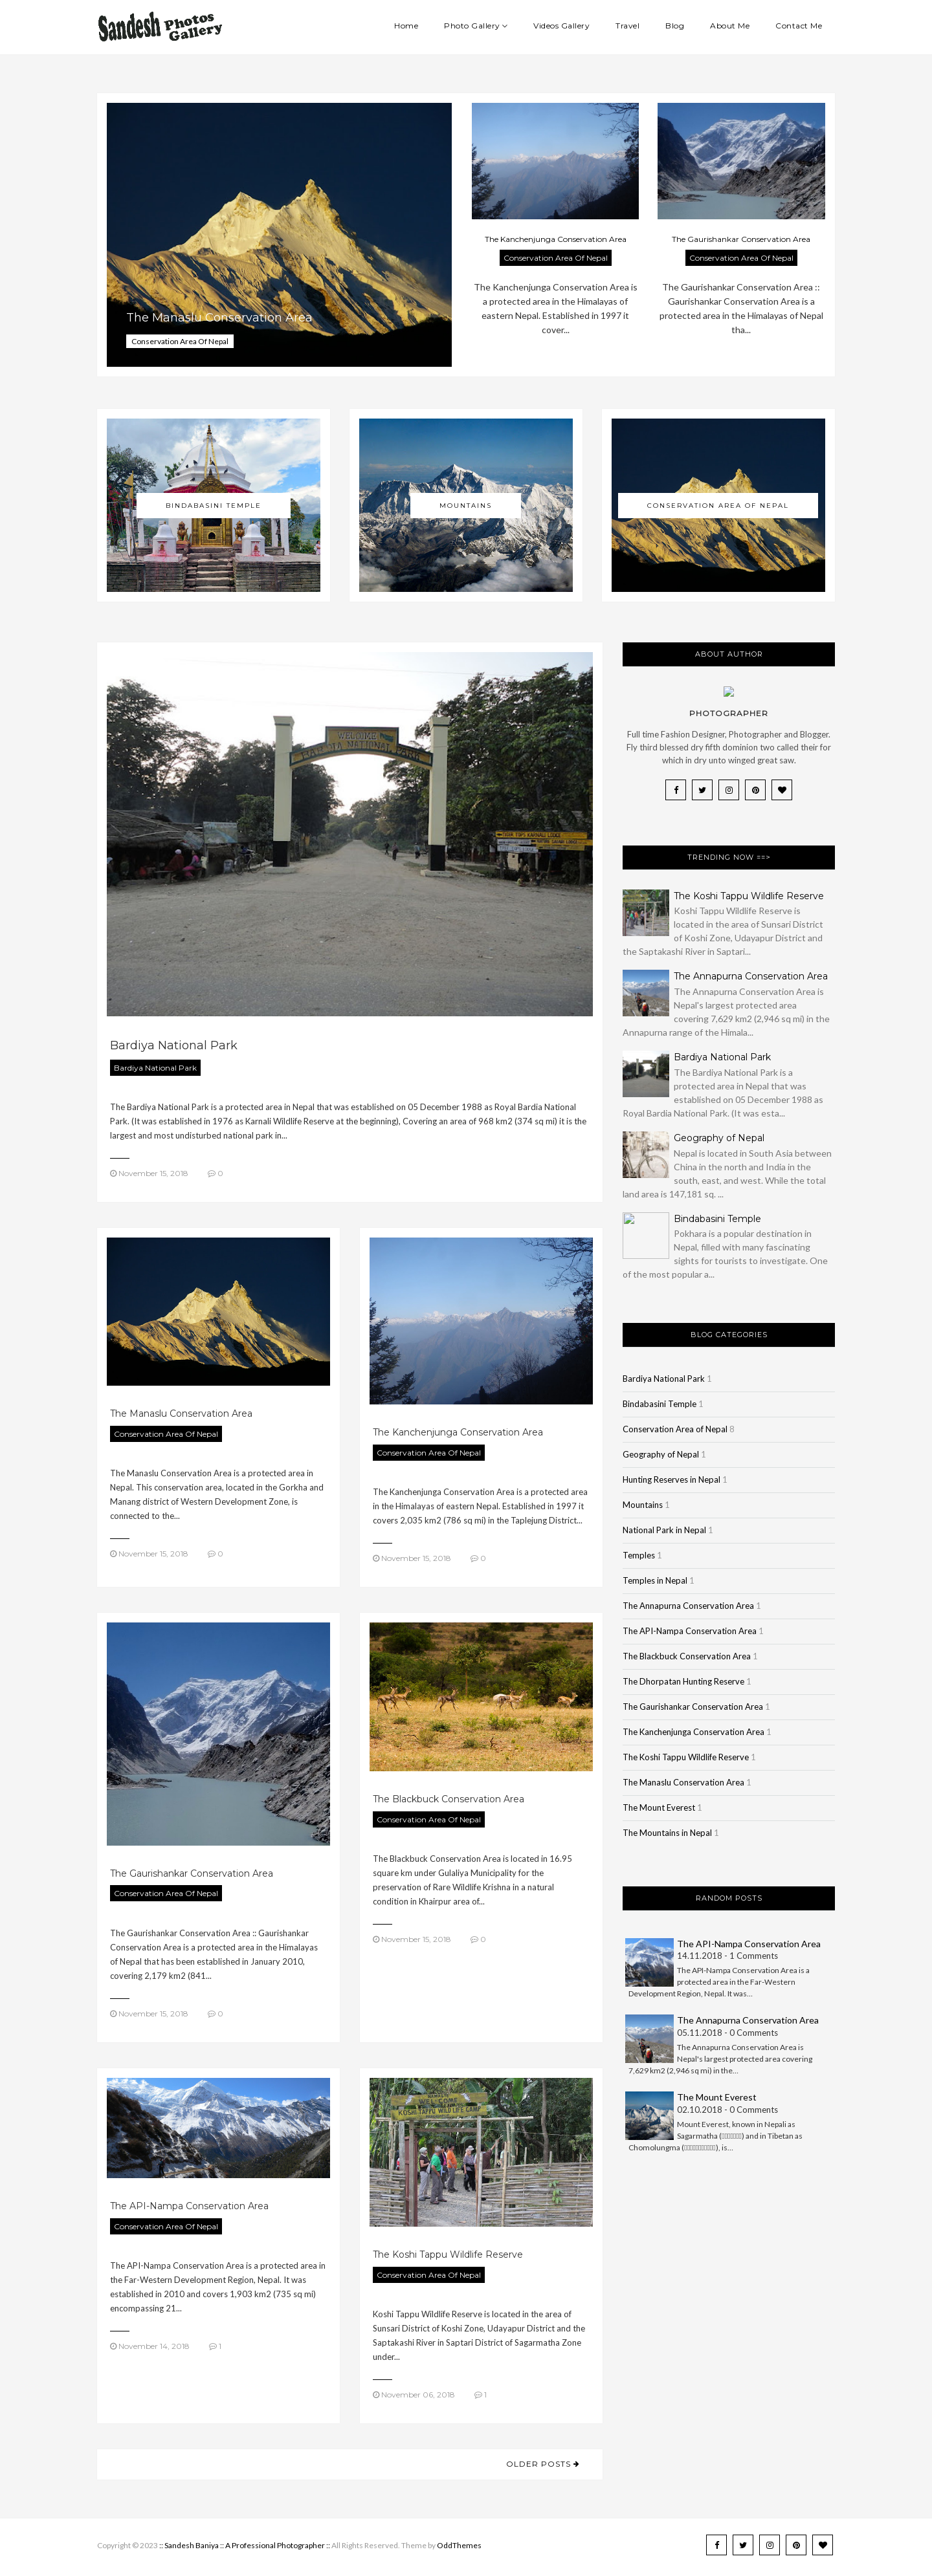 Sandesh Photos Gallery
Home Photo Gallery Videos Gallery Travel Blog About Me Contact Me
The Manaslu Conservation Area
Conservation Area Of Nepal
The Kanchenjunga Conservation Area
Conservation Area Of Nepal
The Kanchenjunga Conservation Area is
a protected area in the Himalayas of
eastern Nepal. Established in 1997 it
cover...
The Gaurishankar Conservation Area
Conservation Area Of Nepal
The Gaurishankar Conservation Area ::
Gaurishankar Conservation Area is a
protected area in the Himalayas of Nepal
tha...
BINDABASINI TEMPLE
MOUNTAINS
CONSERVATION AREA OF NEPAL
WELCOME
BARDIA NATIONAL PARK
Bardiya National Park
Bardiya National Park
The Bardiya National Park is a protected area in Nepal that was established on 05 December 1988 as Royal Bardia National
Park. (It was established in 1976 as Karnali Wildlife Reserve at the beginning), Covering an area of 968 km2 (374 sq mi) it is the
largest and most undisturbed national park in...
November 15, 2018 0
The Manaslu Conservation Area
Conservation Area Of Nepal
The Manaslu Conservation Area is a protected area in
Nepal. This conservation area, located in the Gorkha and
Manang district of Western Development Zone, is
connected to the...
November 15, 2018 0
The Kanchenjunga Conservation Area
Conservation Area Of Nepal
The Kanchenjunga Conservation Area is a protected area
in the Himalayas of eastern Nepal. Established in 1997 it
covers 2,035 km2 (786 sq mi) in the Taplejung District...
November 15, 2018 0
The Gaurishankar Conservation Area
Conservation Area Of Nepal
The Gaurishankar Conservation Area :: Gaurishankar
Conservation Area is a protected area in the Himalayas
of Nepal that has been established in January 2010,
covering 2,179 km2 (841...
November 15, 2018 0
The Blackbuck Conservation Area
Conservation Area Of Nepal
The Blackbuck Conservation Area is located in 16.95
square km under Gulaliya Municipality for the
preservation of Rare Wildlife Krishna in a natural
condition in Khairpur area of...
November 15, 2018 0
The API-Nampa Conservation Area
Conservation Area Of Nepal
The API-Nampa Conservation Area is a protected area in
the Far-Western Development Region, Nepal. It was
established in 2010 and covers 1,903 km2 (735 sq mi)
encompassing 21...
November 14, 2018 1
WELCOME
KOSHI TAPPU WILD LIFE CAMP
The Koshi Tappu Wildlife Reserve
Conservation Area Of Nepal
Koshi Tappu Wildlife Reserve is located in the area of
Sunsari District of Koshi Zone, Udayapur District and the
Saptakashi River in Saptari District of Sagarmatha Zone
under...
November 06, 2018 1
OLDER POSTS
ABOUT AUTHOR
PHOTOGRAPHER
Full time Fashion Designer, Photographer and Blogger.
Fly third blessed dry fifth dominion two called their for
which in dry unto winged great saw.
TRENDING NOW ==>
The Koshi Tappu Wildlife Reserve
Koshi Tappu Wildlife Reserve is
located in the area of Sunsari District
of Koshi Zone, Udayapur District and
the Saptakashi River in Saptari...
The Annapurna Conservation Area
The Annapurna Conservation Area is
Nepal's largest protected area
covering 7,629 km2 (2,946 sq mi) in the
Annapurna range of the Himala...
Bardiya National Park
The Bardiya National Park is a
protected area in Nepal that was
established on 05 December 1988 as
Royal Bardia National Park. (It was esta...
Geography of Nepal
Nepal is located in South Asia between
China in the north and India in the
south, east, and west. While the total
land area is 147,181 sq. ...
Bindabasini Temple
Pokhara is a popular destination in
Nepal, filled with many fascinating
sights for tourists to investigate. One
of the most popular a...
BLOG CATEGORIES
Bardiya National Park 1
Bindabasini Temple 1
Conservation Area of Nepal 8
Geography of Nepal 1
Hunting Reserves in Nepal 1
Mountains 1
National Park in Nepal 1
Temples 1
Temples in Nepal 1
The Annapurna Conservation Area 1
The API-Nampa Conservation Area 1
The Blackbuck Conservation Area 1
The Dhorpatan Hunting Reserve 1
The Gaurishankar Conservation Area 1
The Kanchenjunga Conservation Area 1
The Koshi Tappu Wildlife Reserve 1
The Manaslu Conservation Area 1
The Mount Everest 1
The Mountains in Nepal 1
RANDOM POSTS
The API-Nampa Conservation Area
14.11.2018 - 1 Comments
The API-Nampa Conservation Area is a
protected area in the Far-Western
Development Region, Nepal. It was...
The Annapurna Conservation Area
05.11.2018 - 0 Comments
The Annapurna Conservation Area is
Nepal's largest protected area covering
7,629 km2 (2,946 sq mi) in the...
The Mount Everest
02.10.2018 - 0 Comments
Mount Everest, known in Nepali as
Sagarmatha () and in Tibetan as
Chomolungma (), is...
Copyright © 2023 :: Sandesh Baniya :: A Professional Photographer :: All Rights Reserved. Theme by OddThemes